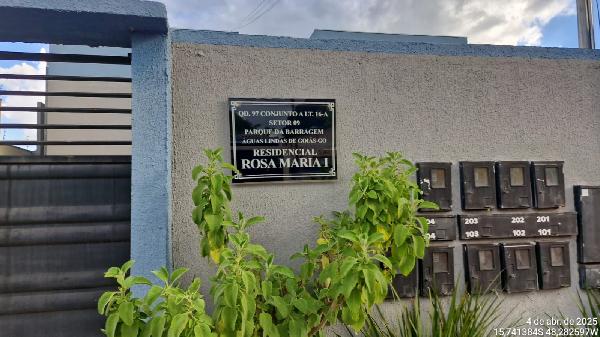 QD. 97 CONJUNTO A LT. 16-A
SETOR 09
PARQUE DA BARRAGEM
ÁGUAS LINDAS DE GOIÁS-GO
RESIDENCIAL
ROSA MARIA I
203 202 201
103 102 101
4 de abr. de 2025
15,741384S 48,282597W